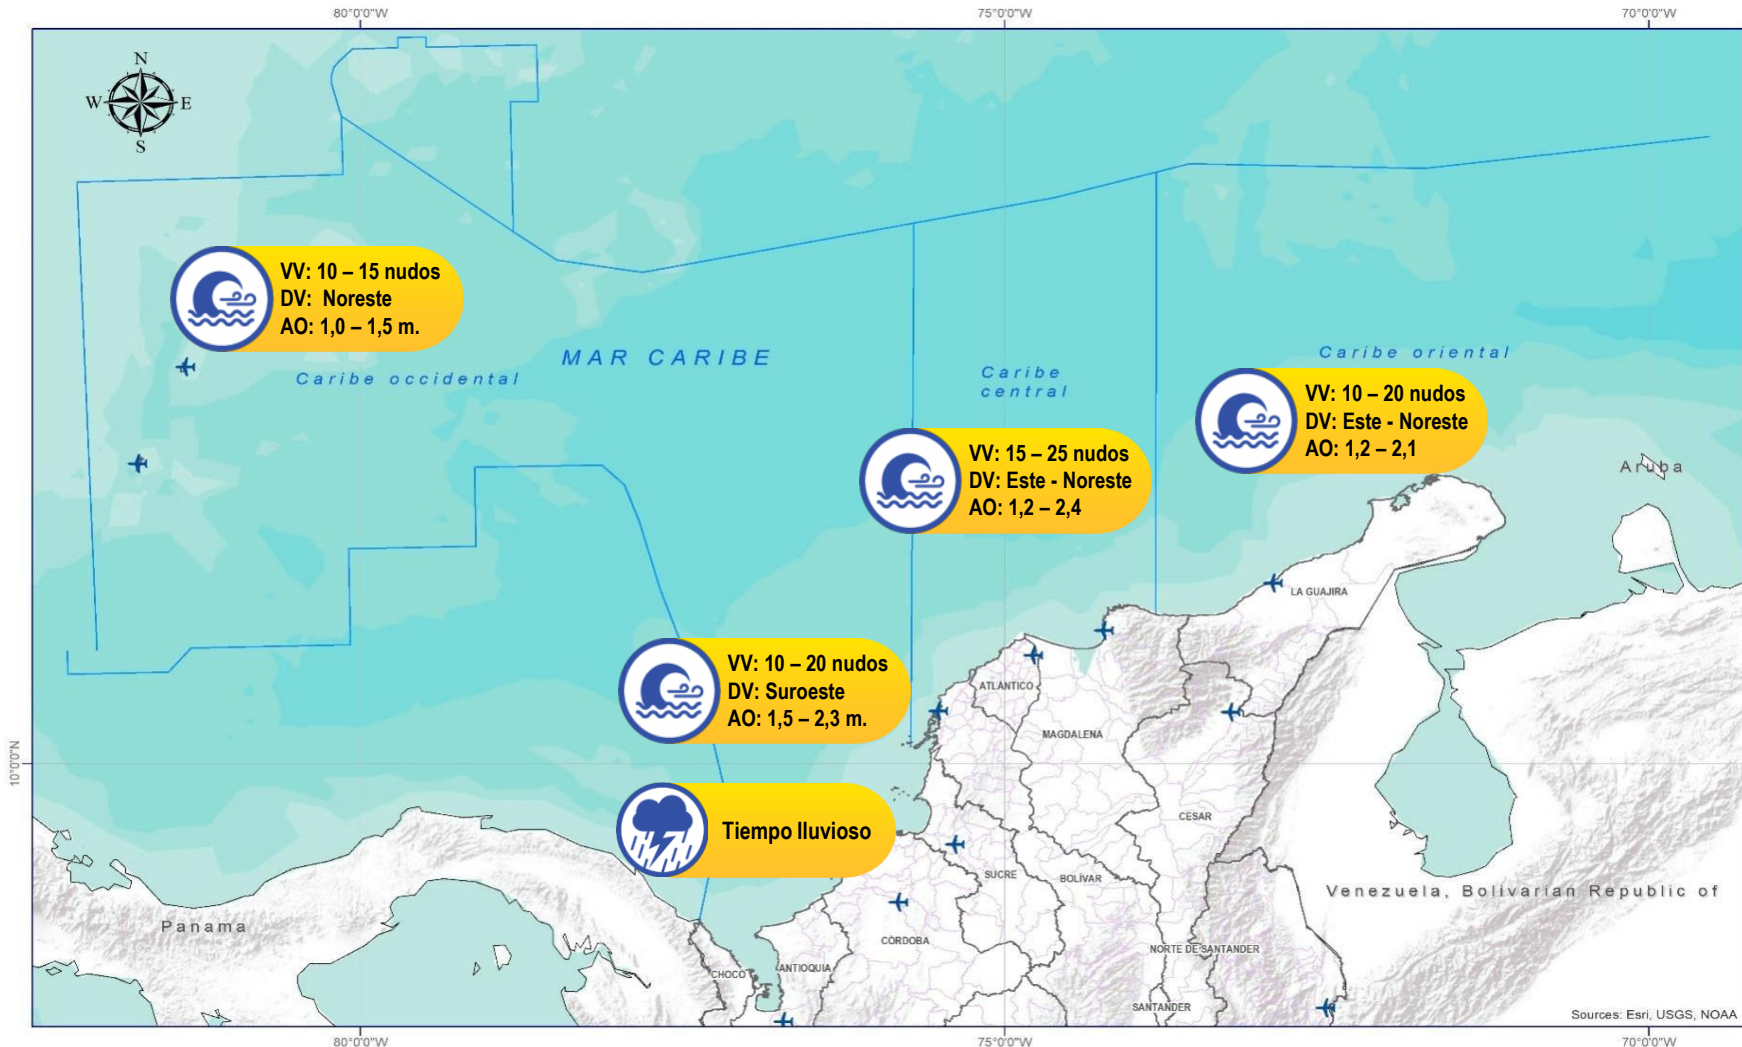 80°0'0"W
75°0'0"W
70°0'0"W
N
W
E
S
VV: 10 – 15 nudos
DV: Noreste
AO: 1,0 – 1,5 m.
MAR CARIBE
Caribe occidental
Caribe
central
Caribe oriental
VV: 10 – 20 nudos
DV: Este - Noreste
AO: 1,2 – 2,1
VV: 15 – 25 nudos
DV: Este - Noreste
AO: 1,2 – 2,4
Aruba
LA GUAJIRA
VV: 10 – 20 nudos
DV: Suroeste
AO: 1,5 – 2,3 m.
ATLÁNTICO
MAGDALENA
10°0'0"N
Tiempo lluvioso
CESAR
SUCRE
BOLÍVAR
Venezuela, Bolivarian Republic of
Panama
CÓRDOBA
NORTE DE SANTANDER
CHOCO
ANTIOQUIA
SANTANDER
Sources: Esri, USGS, NOAA
80°0'0"W
75°0'0"W
70°0'0"W